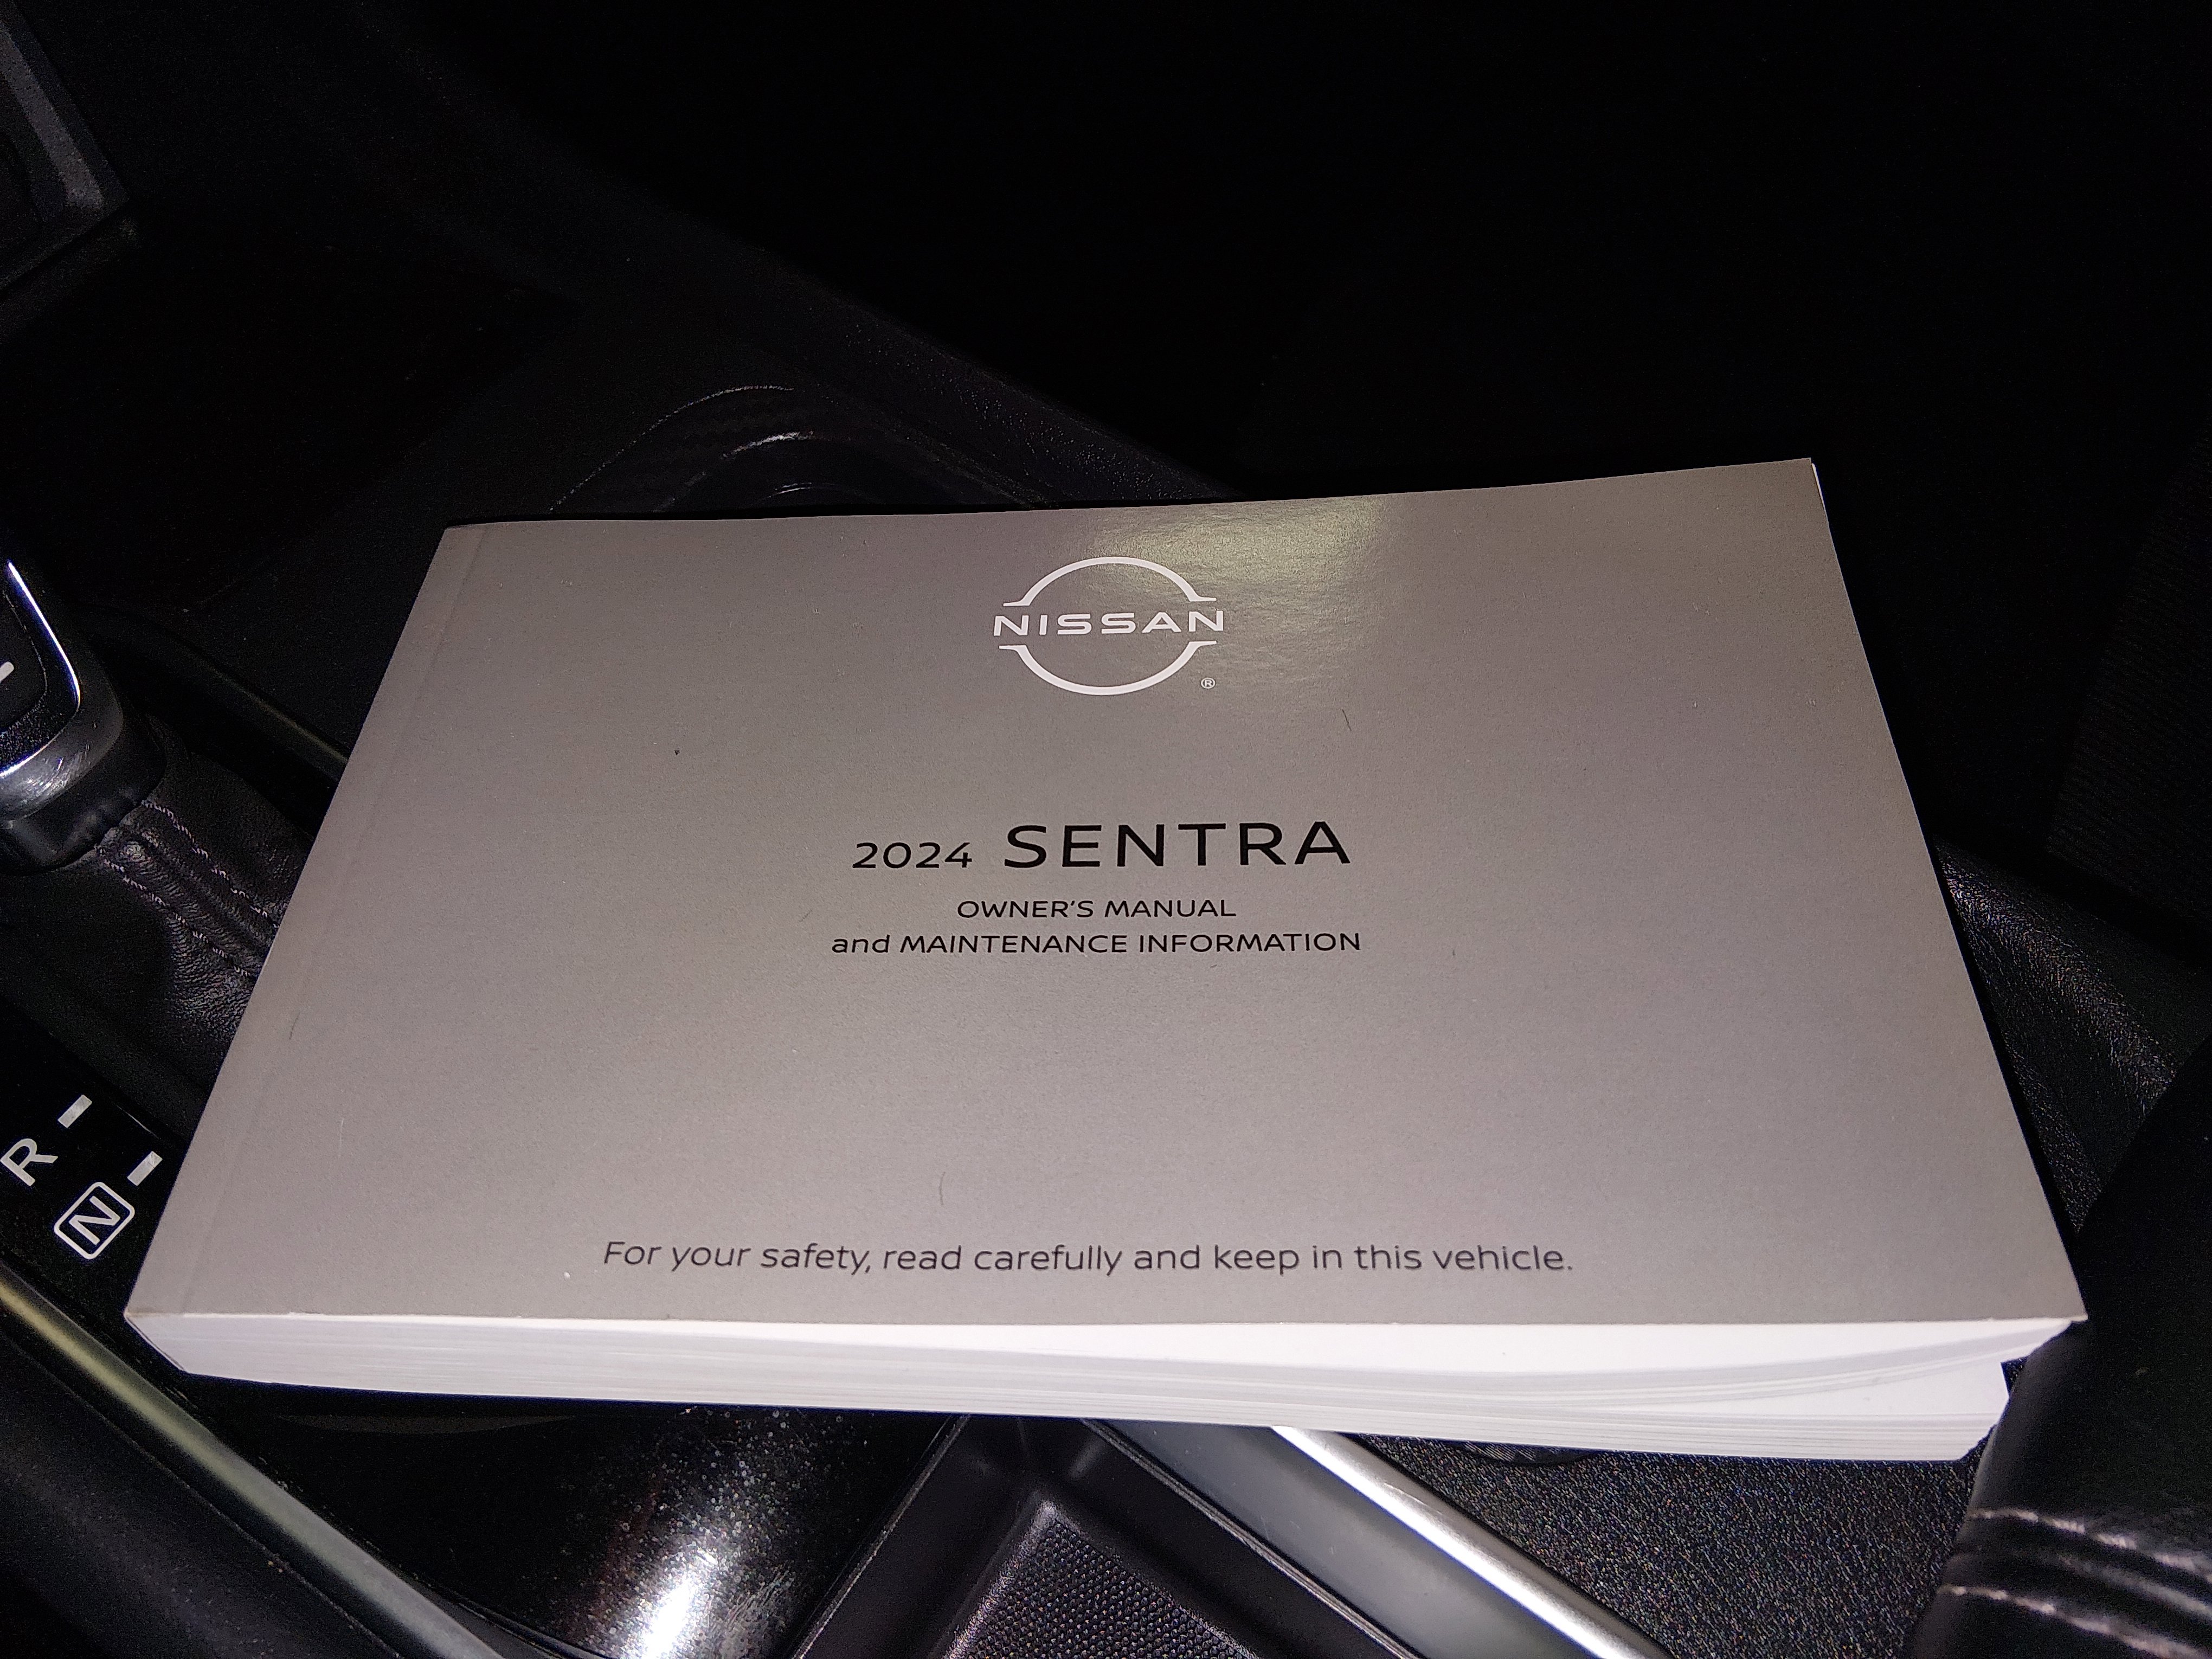 NISSAN
®
2024 SENTRA
OWNER'S MANUAL
and MAINTENANCE INFORMATION
For your safety, read carefully and keep in this vehicle.
R
N